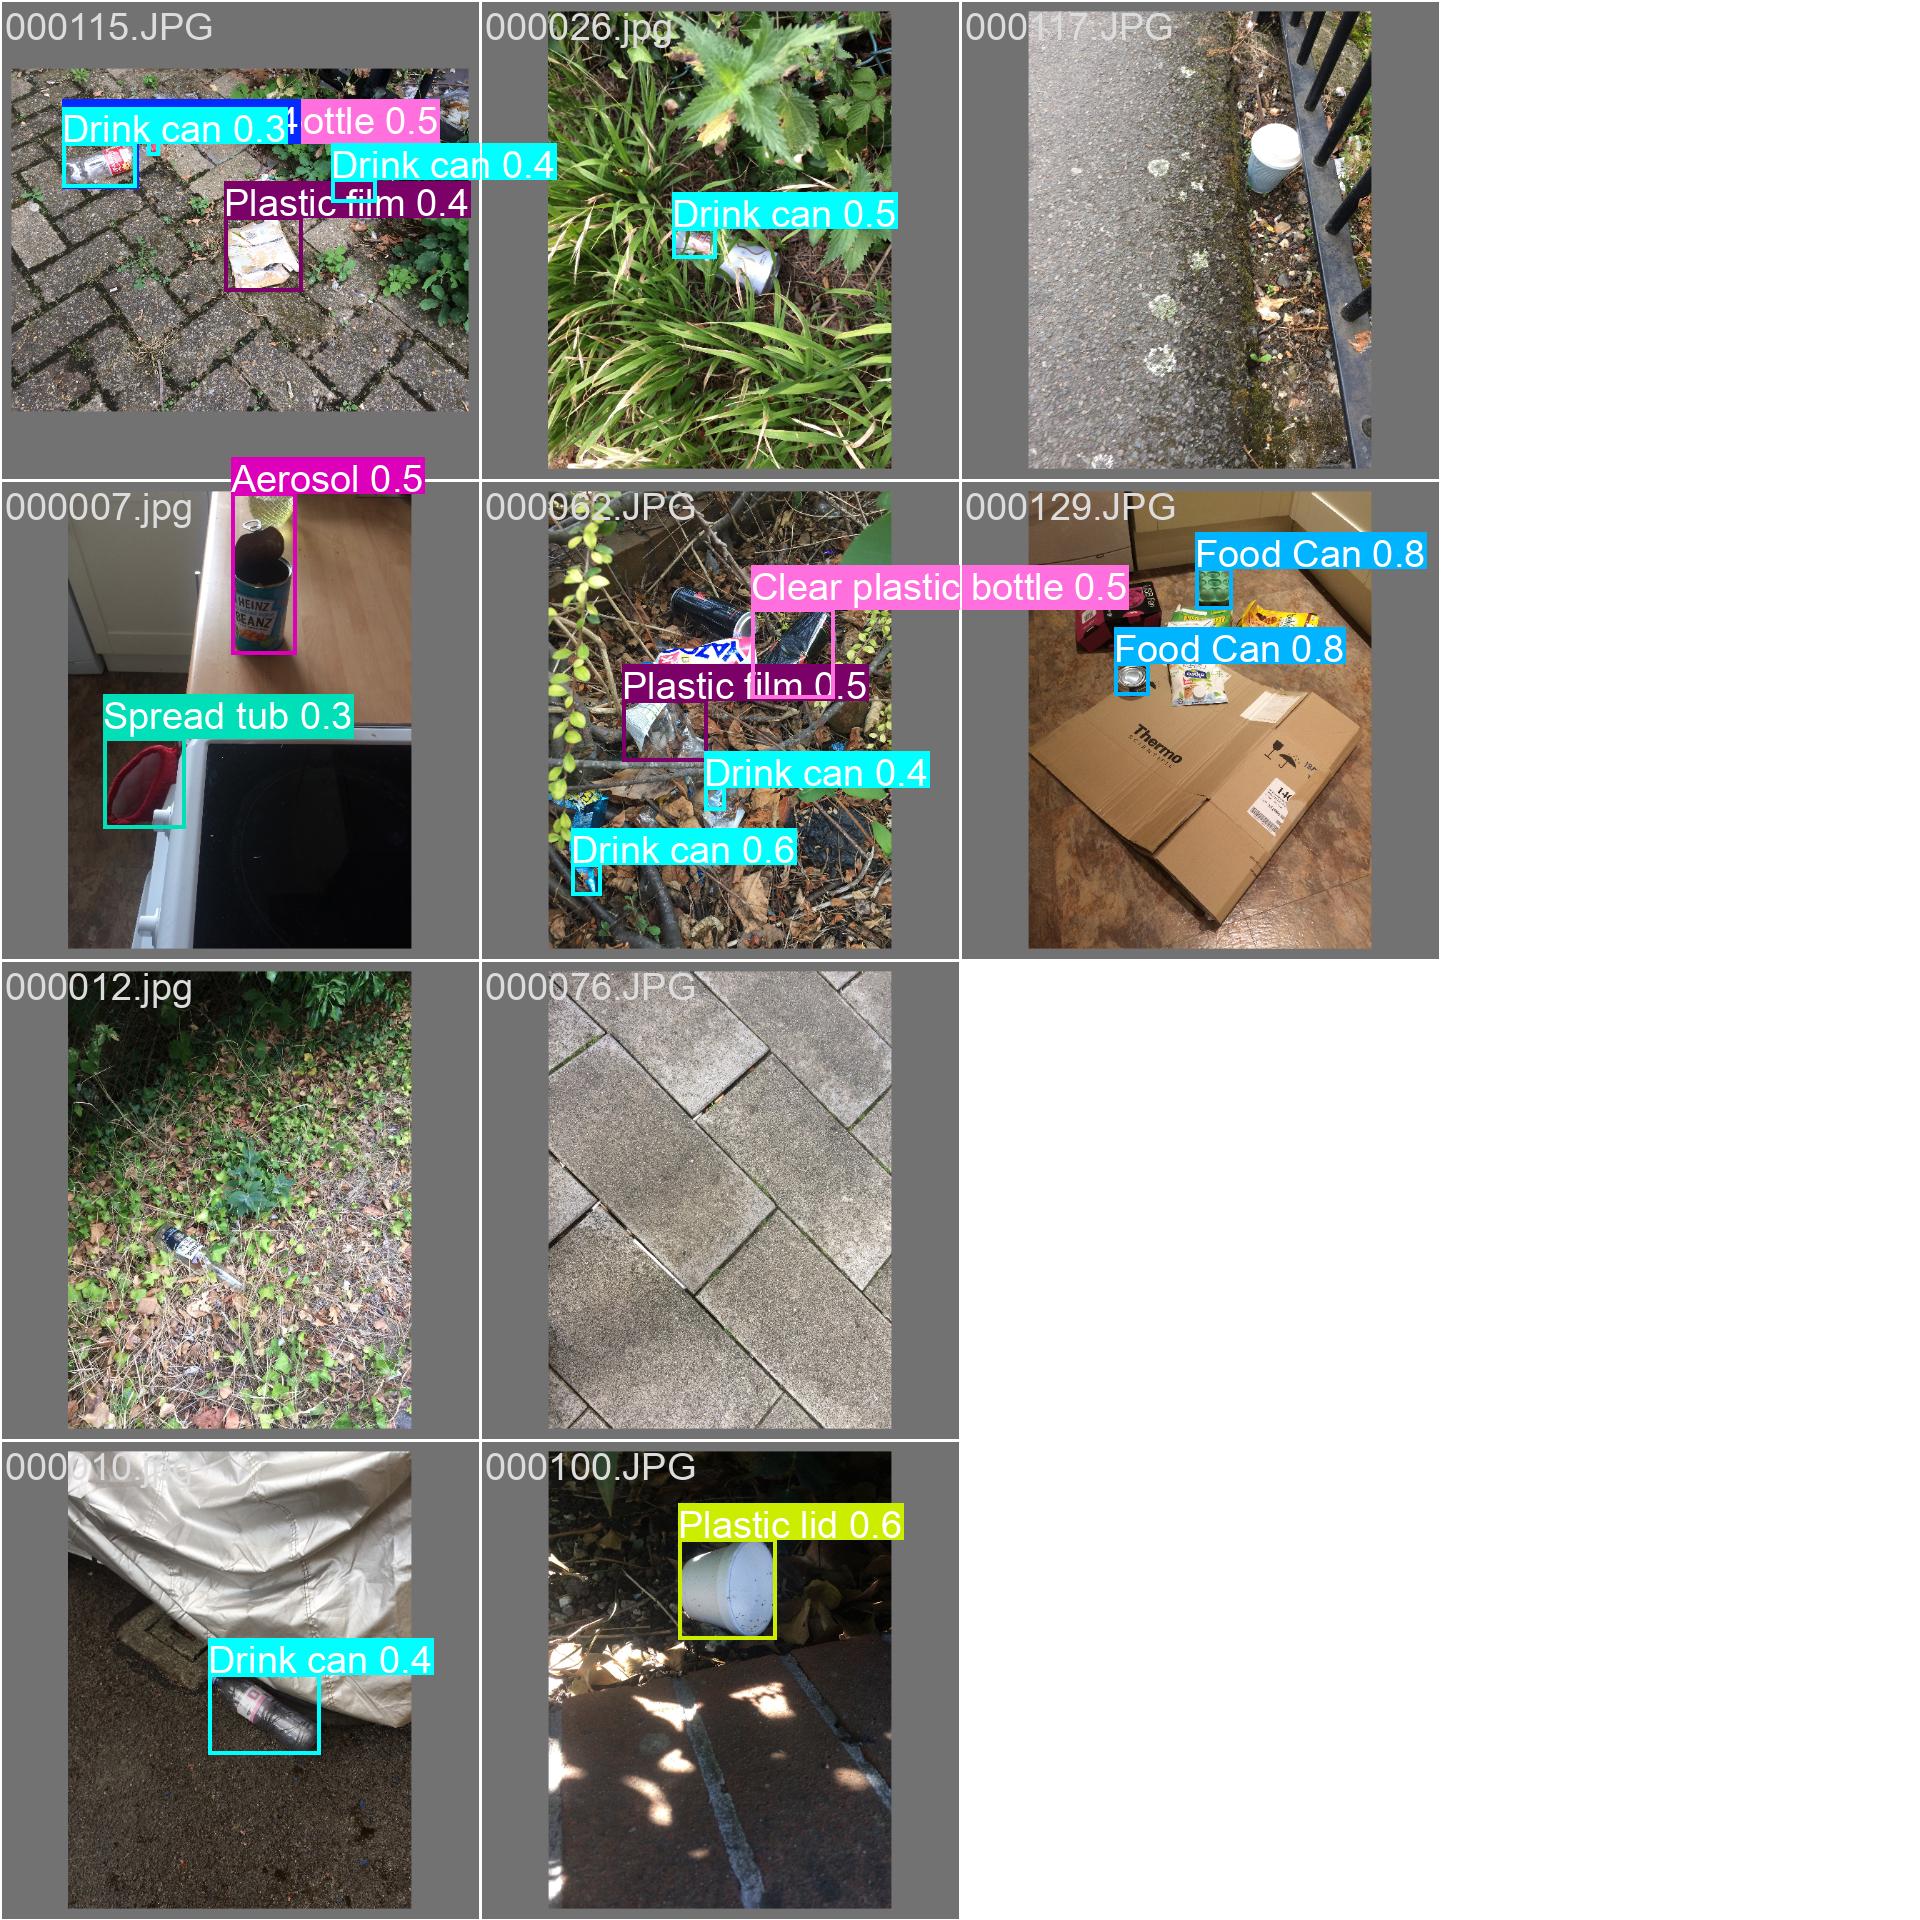 000115.JPG
Drink can 0.3
4
ottle 0.5
Drink can 0.4
Plastic film 0.4
000026.jpg
Drink can 0.5
000117.JPG
000007.jpg
Aerosol 0.5
HEINZ
BEANZ
Spread tub 0.3
000062.JPG
Clear plastic bottle 0.5
Plastic film 0.5
Drink can 0.4
Drink can 0.6
000129.JPG
Food Can 0.8
Food Can 0.8
Thermo
SCIENTIFIC
000012.jpg
000076.JPG
000010.jpg
Drink can 0.4
000100.JPG
Plastic lid 0.6